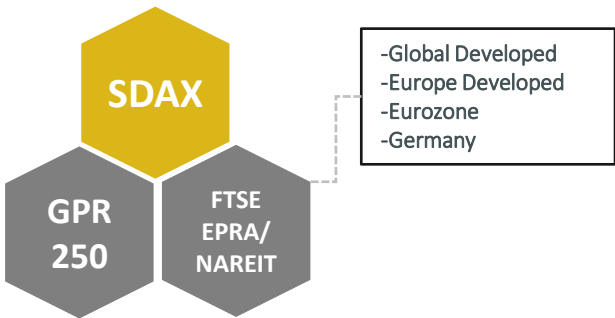 SDAX
GPR
250
FTSE
EPRA/
NAREIT
-Global Developed
-Europe Developed
-Eurozone
-Germany